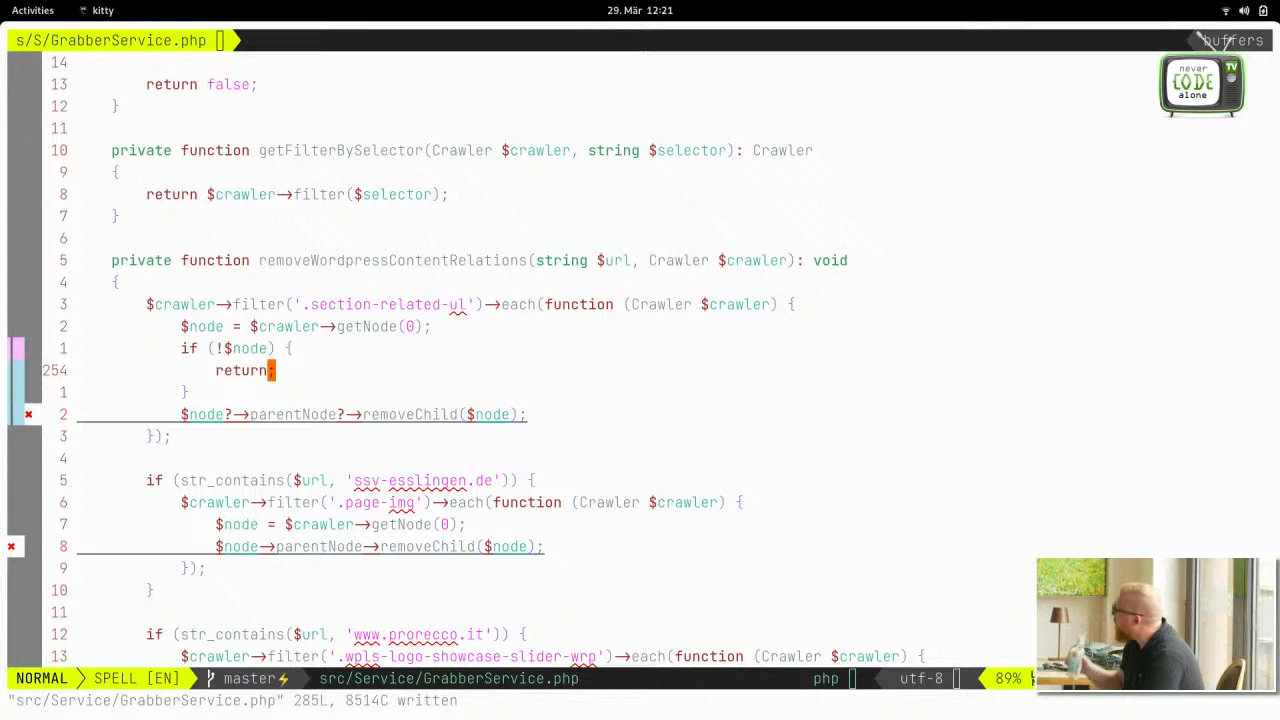 Activities kitty 29. Mär 12:21
s/S/GrabberService.php buffers
never
CODE
alone
TV
14
13 return false;
12 }
11
10 private function getFilterBySelector(Crawler $crawler, string $selector): Crawler
9 {
8 return $crawler->filter($selector);
7 }
6
5 private function removeWordpressContentRelations(string $url, Crawler $crawler): void
4 {
3 $crawler->filter('.section-related-ul')->each(function (Crawler $crawler) {
2 $node = $crawler->getNode(0);
1 if (!$node) {
254 return;
1 }
2 $node?->parentNode?->removeChild($node);
3 });
4
5 if (str_contains($url, 'ssv-esslingen.de')) {
6 $crawler->filter('.page-img')->each(function (Crawler $crawler) {
7 $node = $crawler->getNode(0);
8 $node->parentNode->removeChild($node);
9 });
10 }
11
12 if (str_contains($url, 'www.prorecco.it')) {
13 $crawler->filter('.wpls-logo-showcase-slider-wrp')->each(function (Crawler $crawler) {
NORMAL SPELL [EN] master⚡ src/Service/GrabberService.php php utf-8 89%
"src/Service/GrabberService.php" 285L, 8514C written